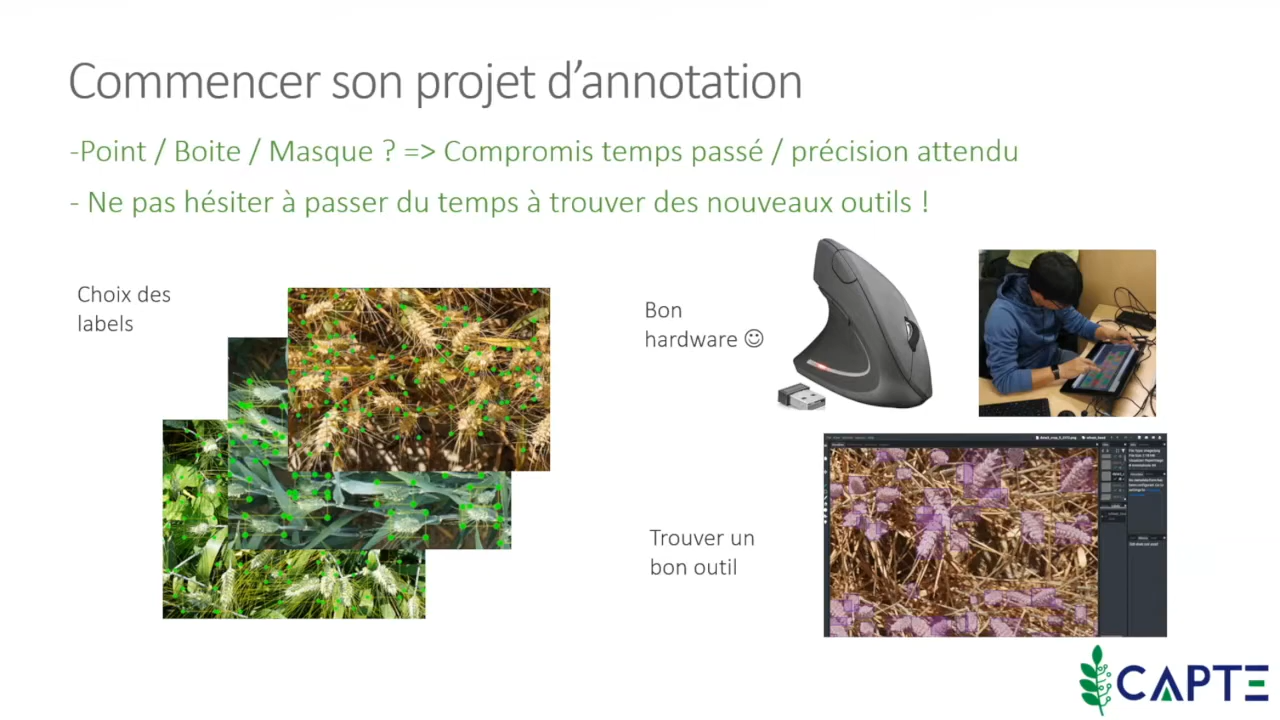 Commencer son projet d'annotation
-Point / Boite / Masque ? => Compromis temps passé / précision attendu
- Ne pas hésiter à passer du temps à trouver des nouveaux outils !
Choix des
labels
Bon
hardware ☺
Trouver un
bon outil
CAPTE